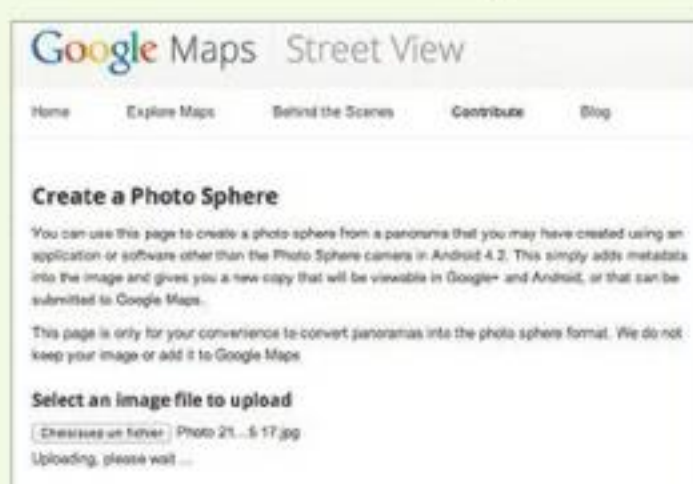 Google Maps Street View
Home Explore Maps Behind the Scenes Contribute Blog
Create a Photo Sphere
You can use this page to create a photo sphere from a panorama that you may have created using an
application or software other than the Photo Sphere camera in Android 4.2. This simply adds metadata
into the image and gives you a new copy that will be viewable in Google+ and Android, or that can be
submitted to Google Maps.
This page is only for your convenience to convert panoramas into the photo sphere format. We do not
keep your image or add it to Google Maps
Select an image file to upload
Choisissez un fichier Photo 21...5 17.jpg
Uploading, please wait ...